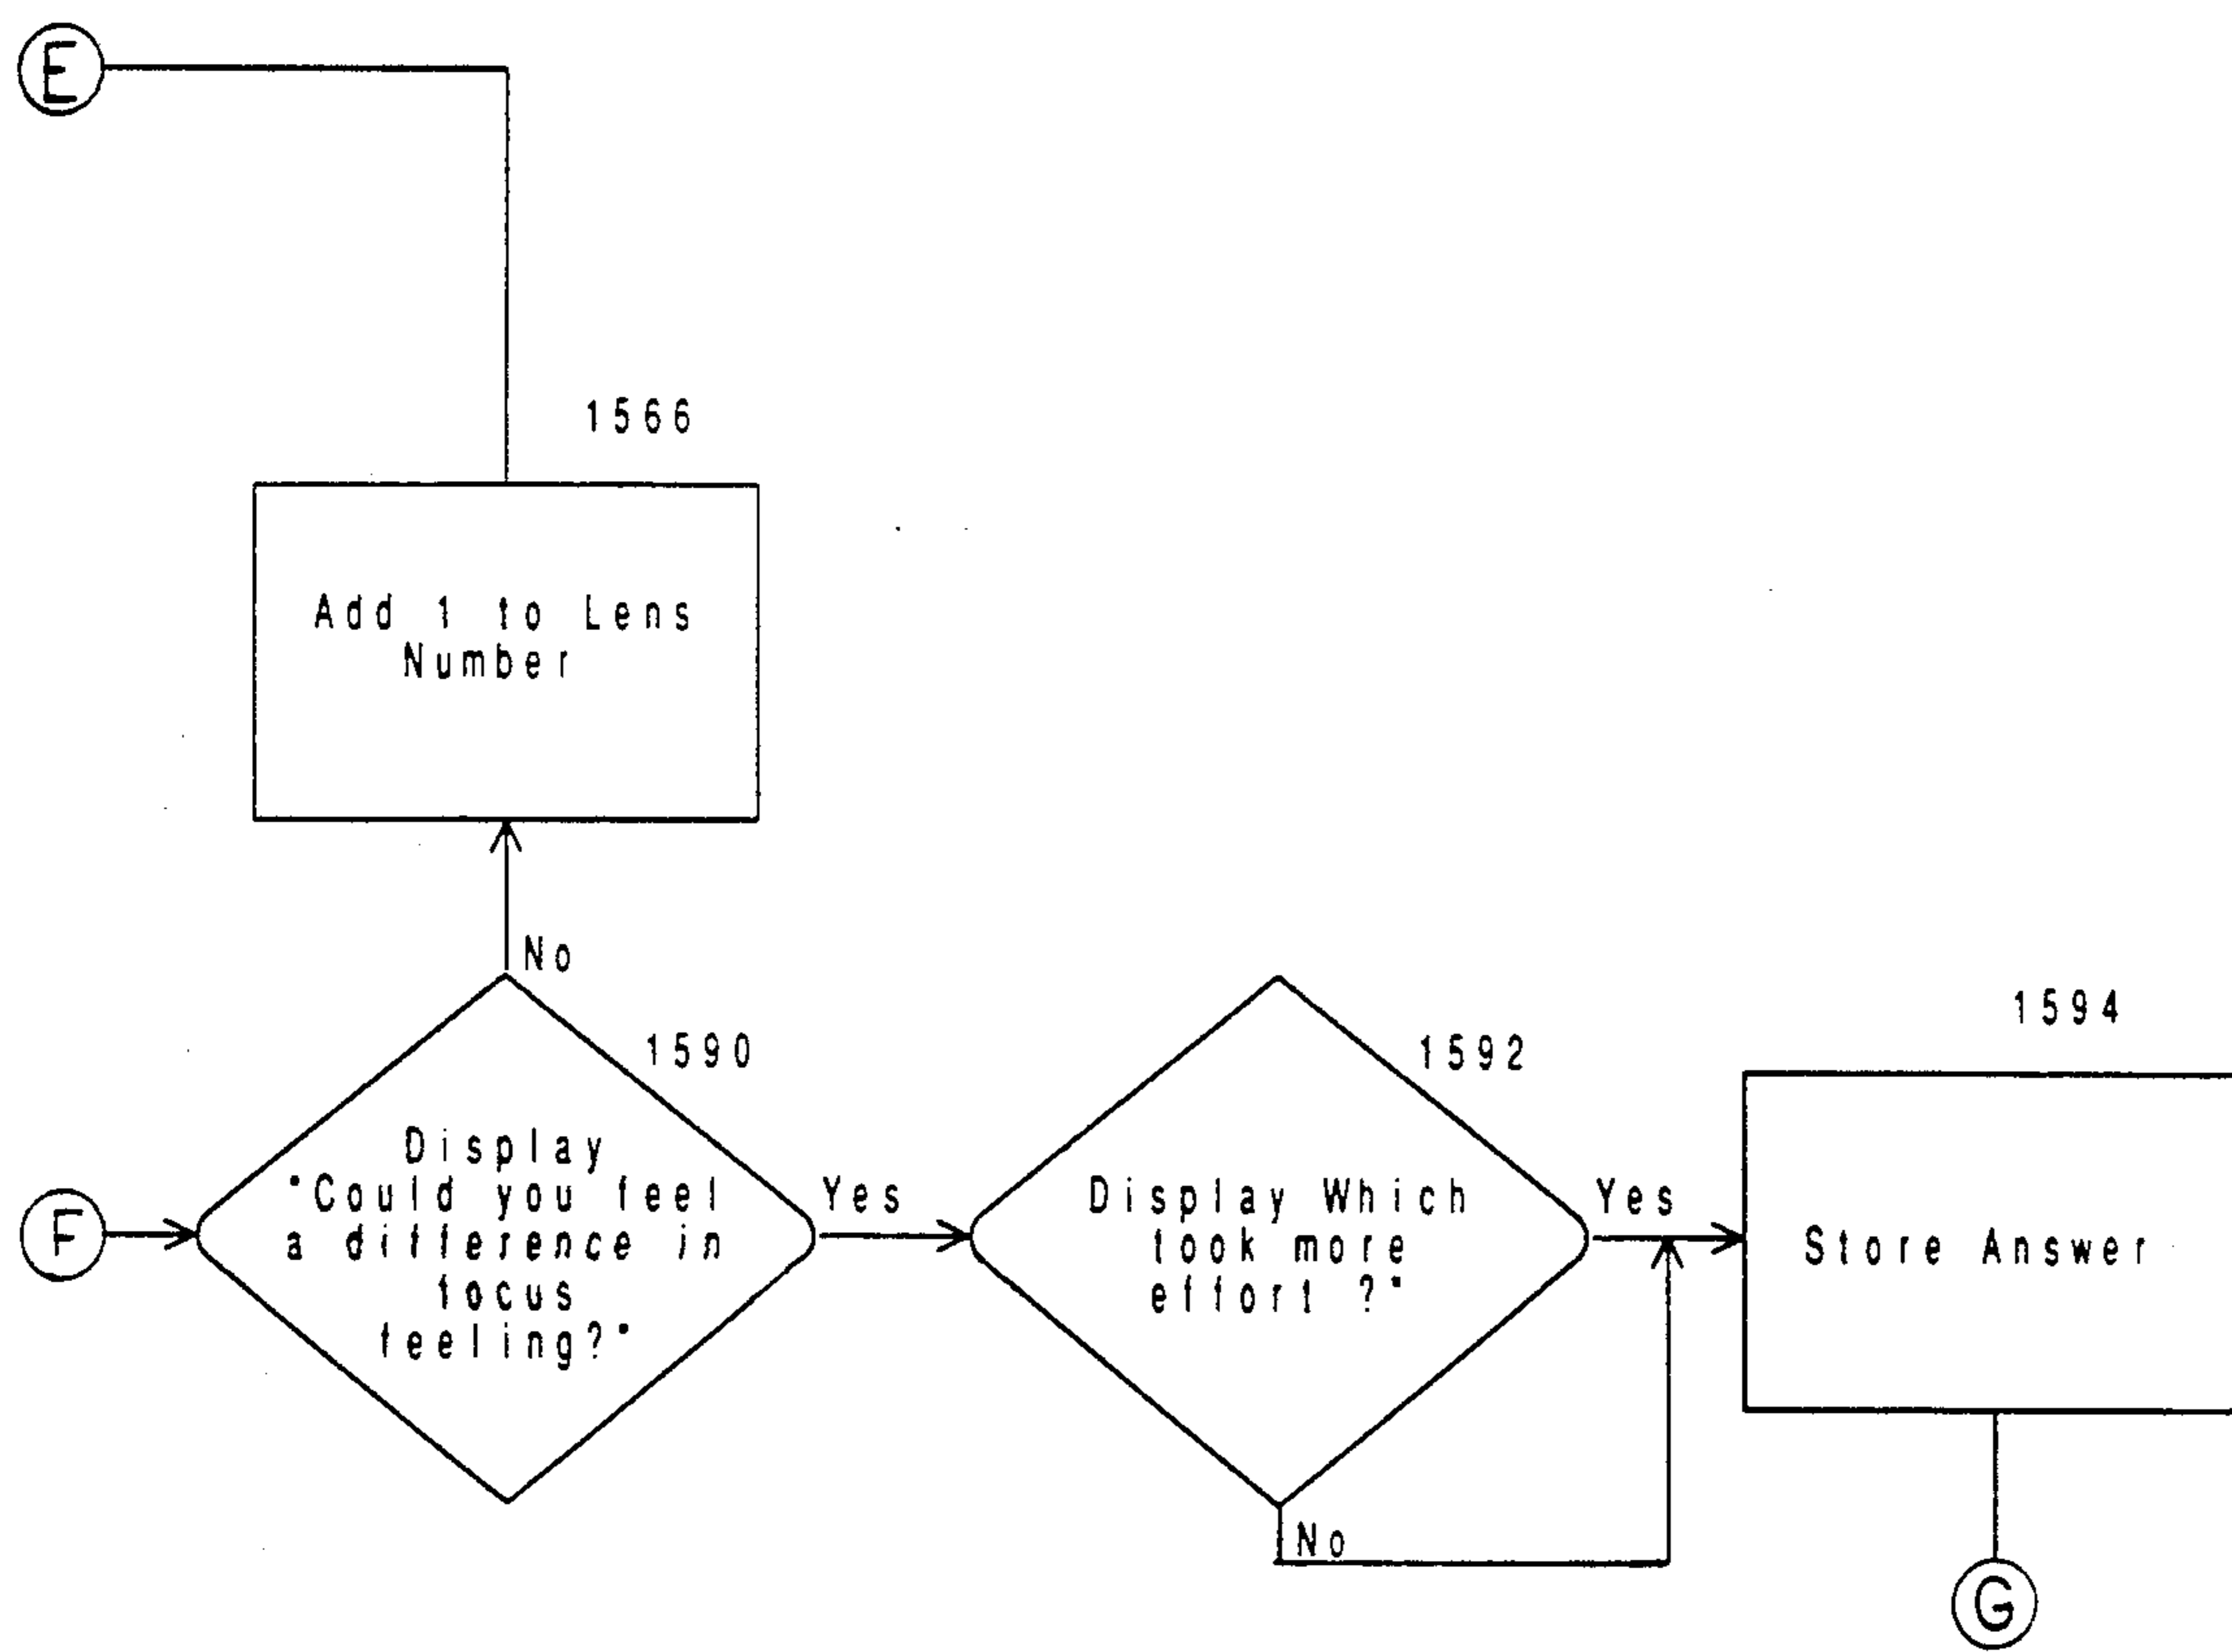 E
1566
Add 1 to Lens
Number
No
1590
Display
"Could you feel
a difference in
focus
feeling?"
F
Yes
1592
Display Which
took more
effort ?"
Yes
No
1594
Store Answer
G